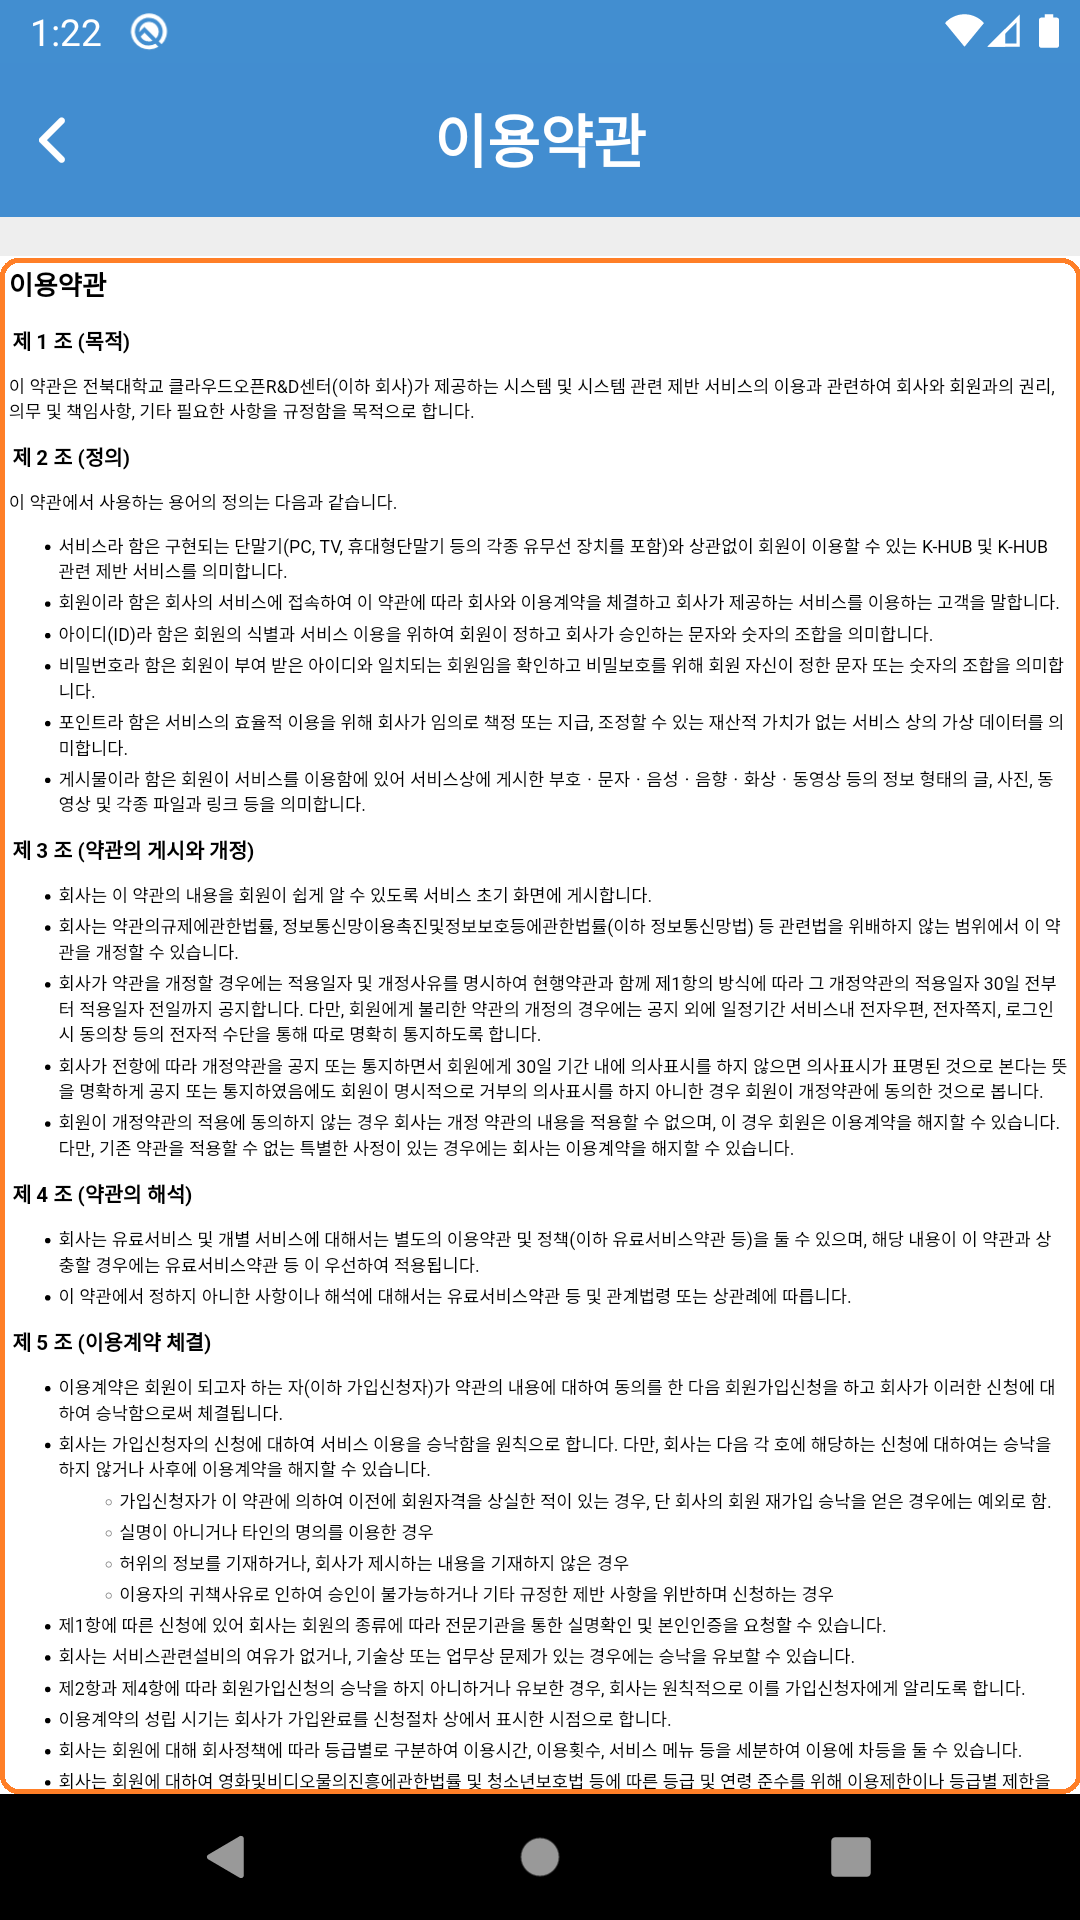 1:22
이용약관
이용약관
제 1 조 (목적)
이 약관은 전북대학교 클라우드오픈R&D센터(이하 회사)가 제공하는 시스템 및 시스템 관련 제반 서비스의 이용과 관련하여 회사와 회원과의 권리,
의무 및 책임사항, 기타 필요한 사항을 규정함을 목적으로 합니다.
제 2 조 (정의)
이 약관에서 사용하는 용어의 정의는 다음과 같습니다.
• 서비스라 함은 구현되는 단말기(PC, TV, 휴대형단말기 등의 각종 유무선 장치를 포함)와 상관없이 회원이 이용할 수 있는 K-HUB 및 K-HUB
관련 제반 서비스를 의미합니다.
• 회원이라 함은 회사의 서비스에 접속하여 이 약관에 따라 회사와 이용계약을 체결하고 회사가 제공하는 서비스를 이용하는 고객을 말합니다.
• 아이디(ID)라 함은 회원의 식별과 서비스 이용을 위하여 회원이 정하고 회사가 승인하는 문자와 숫자의 조합을 의미합니다.
• 비밀번호라 함은 회원이 부여 받은 아이디와 일치되는 회원임을 확인하고 비밀보호를 위해 회원 자신이 정한 문자 또는 숫자의 조합을 의미합
니다.
• 포인트라 함은 서비스의 효율적 이용을 위해 회사가 임의로 책정 또는 지급, 조정할 수 있는 재산적 가치가 없는 서비스 상의 가상 데이터를 의
미합니다.
• 게시물이라 함은 회원이 서비스를 이용함에 있어 서비스상에 게시한 부호 · 문자 · 음성 · 음향 · 화상 · 동영상 등의 정보 형태의 글, 사진, 동
영상 및 각종 파일과 링크 등을 의미합니다.
제 3 조 (약관의 게시와 개정)
• 회사는 이 약관의 내용을 회원이 쉽게 알 수 있도록 서비스 초기 화면에 게시합니다.
• 회사는 약관의규제에관한법률, 정보통신망이용촉진및정보보호등에관한법률(이하 정보통신망법) 등 관련법을 위배하지 않는 범위에서 이 약
관을 개정할 수 있습니다.
• 회사가 약관을 개정할 경우에는 적용일자 및 개정사유를 명시하여 현행약관과 함께 제1항의 방식에 따라 그 개정약관의 적용일자 30일 전부
터 적용일자 전일까지 공지합니다. 다만, 회원에게 불리한 약관의 개정의 경우에는 공지 외에 일정기간 서비스내 전자우편, 전자쪽지, 로그인
시 동의창 등의 전자적 수단을 통해 따로 명확히 통지하도록 합니다.
• 회사가 전항에 따라 개정약관을 공지 또는 통지하면서 회원에게 30일 기간 내에 의사표시를 하지 않으면 의사표시가 표명된 것으로 본다는 뜻
을 명확하게 공지 또는 통지하였음에도 회원이 명시적으로 거부의 의사표시를 하지 아니한 경우 회원이 개정약관에 동의한 것으로 봅니다.
• 회원이 개정약관의 적용에 동의하지 않는 경우 회사는 개정 약관의 내용을 적용할 수 없으며, 이 경우 회원은 이용계약을 해지할 수 있습니다.
다만, 기존 약관을 적용할 수 없는 특별한 사정이 있는 경우에는 회사는 이용계약을 해지할 수 있습니다.
제 4 조 (약관의 해석)
• 회사는 유료서비스 및 개별 서비스에 대해서는 별도의 이용약관 및 정책(이하 유료서비스약관 등)을 둘 수 있으며, 해당 내용이 이 약관과 상
충할 경우에는 유료서비스약관 등 이 우선하여 적용됩니다.
• 이 약관에서 정하지 아니한 사항이나 해석에 대해서는 유료서비스약관 등 및 관계법령 또는 상관례에 따릅니다.
제 5 조 (이용계약 체결)
• 이용계약은 회원이 되고자 하는 자(이하 가입신청자)가 약관의 내용에 대하여 동의를 한 다음 회원가입신청을 하고 회사가 이러한 신청에 대
하여 승낙함으로써 체결됩니다.
• 회사는 가입신청자의 신청에 대하여 서비스 이용을 승낙함을 원칙으로 합니다. 다만, 회사는 다음 각 호에 해당하는 신청에 대하여는 승낙을
하지 않거나 사후에 이용계약을 해지할 수 있습니다.
◦ 가입신청자가 이 약관에 의하여 이전에 회원자격을 상실한 적이 있는 경우, 단 회사의 회원 재가입 승낙을 얻은 경우에는 예외로 함.
◦ 실명이 아니거나 타인의 명의를 이용한 경우
◦ 허위의 정보를 기재하거나, 회사가 제시하는 내용을 기재하지 않은 경우
◦ 이용자의 귀책사유로 인하여 승인이 불가능하거나 기타 규정한 제반 사항을 위반하며 신청하는 경우
• 제1항에 따른 신청에 있어 회사는 회원의 종류에 따라 전문기관을 통한 실명확인 및 본인인증을 요청할 수 있습니다.
• 회사는 서비스관련설비의 여유가 없거나, 기술상 또는 업무상 문제가 있는 경우에는 승낙을 유보할 수 있습니다.
• 제2항과 제4항에 따라 회원가입신청의 승낙을 하지 아니하거나 유보한 경우, 회사는 원칙적으로 이를 가입신청자에게 알리도록 합니다.
• 이용계약의 성립 시기는 회사가 가입완료를 신청절차 상에서 표시한 시점으로 합니다.
• 회사는 회원에 대해 회사정책에 따라 등급별로 구분하여 이용시간, 이용횟수, 서비스 메뉴 등을 세분하여 이용에 차등을 둘 수 있습니다.
• 회사는 회원에 대하여 영화및비디오물의진흥에관한법률 및 청소년보호법 등에 따른 등급 및 연령 준수를 위해 이용제한이나 등급별 제한을